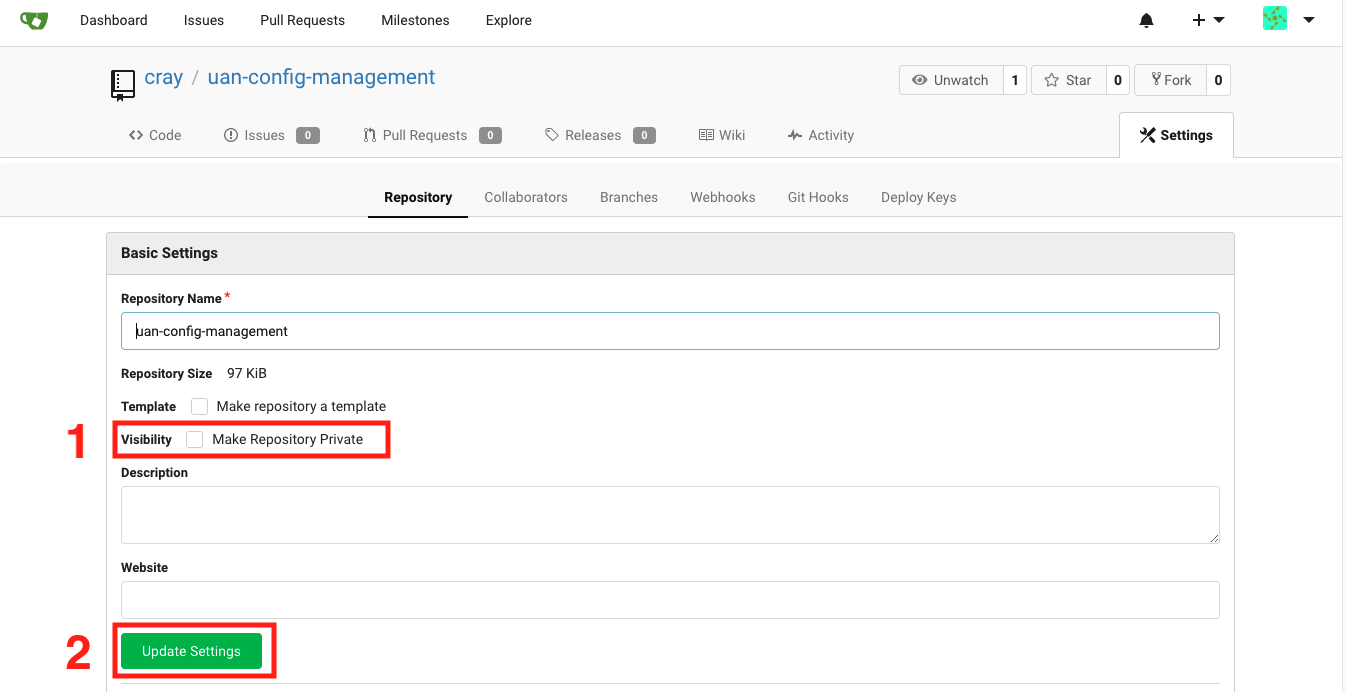 Dashboard Issues Pull Requests Milestones Explore
cray / uan-config-management
Unwatch 1 Star 0 Fork 0
Code Issues 0 Pull Requests 0 Releases 0 Wiki Activity Settings
Repository Collaborators Branches Webhooks Git Hooks Deploy Keys
Basic Settings
Repository Name *
uan-config-management
Repository Size 97 KiB
Template Make repository a template
1 Visibility Make Repository Private
Description
Website
2 Update Settings